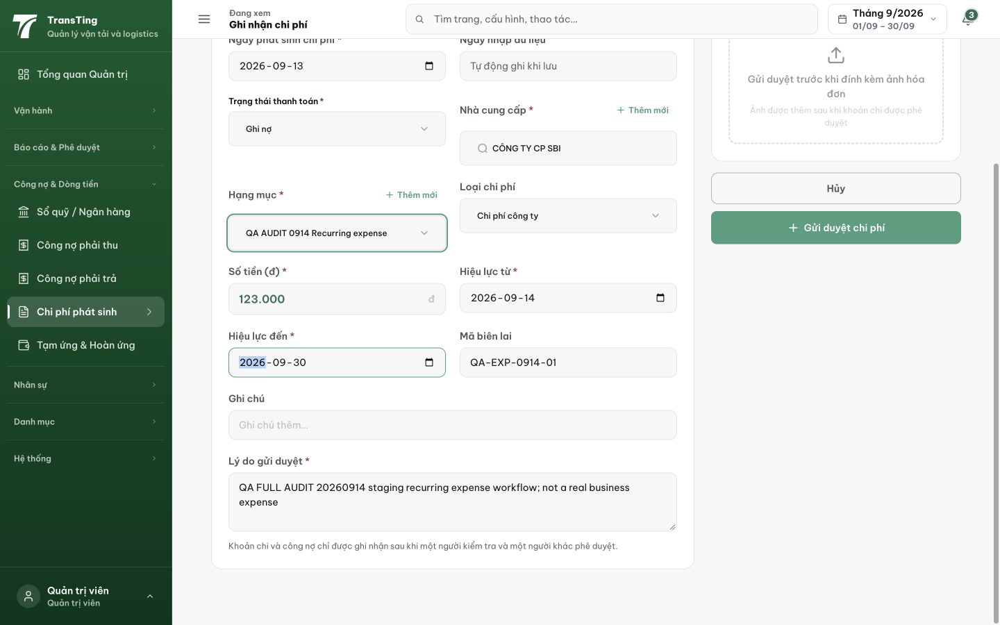 TransTing
Quản lý vận tải và logistics
Tổng quan Quản trị
Vận hành
Báo cáo & Phê duyệt
Công nợ & Dòng tiền
Sổ quỹ / Ngân hàng
Công nợ phải thu
Công nợ phải trả
Chi phí phát sinh
Tạm ứng & Hoàn ứng
Nhân sự
Danh mục
Hệ thống
Quản trị viên
Quản trị viên
Đang xem
Ghi nhận chi phí
Tìm trang, cấu hình, thao tác...
Tháng 9/2026
01/09 – 30/09
3
Ngày phát sinh chi phí *
2026-09-13
Ngày nhập dữ liệu
Tự động ghi khi lưu
Trạng thái thanh toán *
Ghi nợ
Nhà cung cấp *
+ Thêm mới
CÔNG TY CP SBI
Hạng mục *
+ Thêm mới
QA AUDIT 0914 Recurring expense
Loại chi phí
Chi phí công ty
Số tiền (đ) *
123.000
đ
Hiệu lực từ *
2026-09-14
Hiệu lực đến *
2026-09-30
Mã biên lai
QA-EXP-0914-01
Ghi chú
Ghi chú thêm...
Lý do gửi duyệt *
QA FULL AUDIT 20260914 staging recurring expense workflow; not a real business
expense
Khoản chi và công nợ chỉ được ghi nhận sau khi một người kiểm tra và một người khác phê duyệt.
Gửi duyệt trước khi đính kèm ảnh hóa
đơn
Ảnh được thêm sau khi khoản chi được phê
duyệt
Hủy
+ Gửi duyệt chi phí